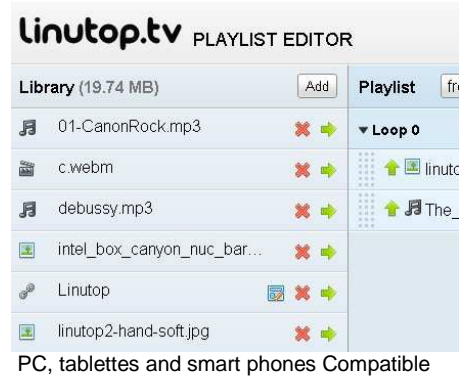 linutop.tv PLAYLIST EDITOR
Library (19.74 MB) Add
01-CanonRock.mp3
c.webm
debussy.mp3
intel_box_canyon_nuc_bar...
Linutop
linutop2-hand-soft.jpg
Playlist
Loop 0
The_
PC, tablettes and smart phones Compatible